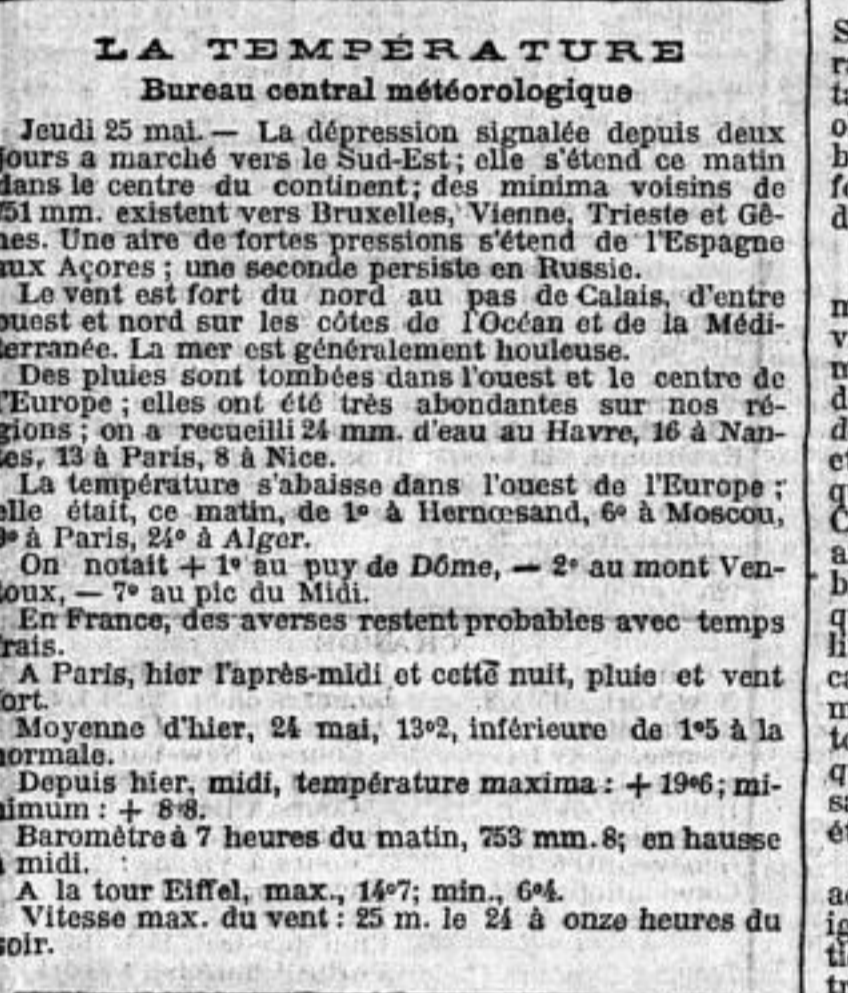 LA TEMPÉRATURE
Bureau central météorologique
Jeudi 25 mai. — La dépression signalée depuis deux
jours a marché vers le Sud-Est; elle s'étend ce matin
dans le centre du continent; des minima voisins de
751 mm. existent vers Bruxelles, Vienne, Trieste et Gê-
nes. Une aire de fortes pressions s'étend de l'Espagne
aux Açores; une seconde persiste en Russie.
Le vent est fort du nord au pas de Calais, d'entre
ouest et nord sur les côtes de l'Océan et de la Médi-
terranée. La mer est généralement houleuse.
Des pluies sont tombées dans l'ouest et le centre de
l'Europe; elles ont été très abondantes sur nos ré-
gions; on a recueilli 24 mm. d'eau au Havre, 16 à Nan-
tes, 13 à Paris, 8 à Nice.
La température s'abaisse dans l'ouest de l'Europe;
elle était, ce matin, de 1° à Hernœsand, 6° à Moscou,
9° à Paris, 24° à Alger.
On notait + 1° au puy de Dôme, — 2° au mont Ven-
toux, — 7° au pic du Midi.
En France, des averses restent probables avec temps
frais.
A Paris, hier l'après-midi et cette nuit, pluie et vent
fort.
Moyenne d'hier, 24 mai, 13°2, inférieure de 1°5 à la
normale.
Depuis hier, midi, température maxima: + 19°6; mi-
nimum: + 8°8.
Baromètre à 7 heures du matin, 753 mm. 8; en hausse
à midi.
A la tour Eiffel, max., 14°7; min., 6°4.
Vitesse max. du vent: 25 m. le 24 à onze heures du
soir.